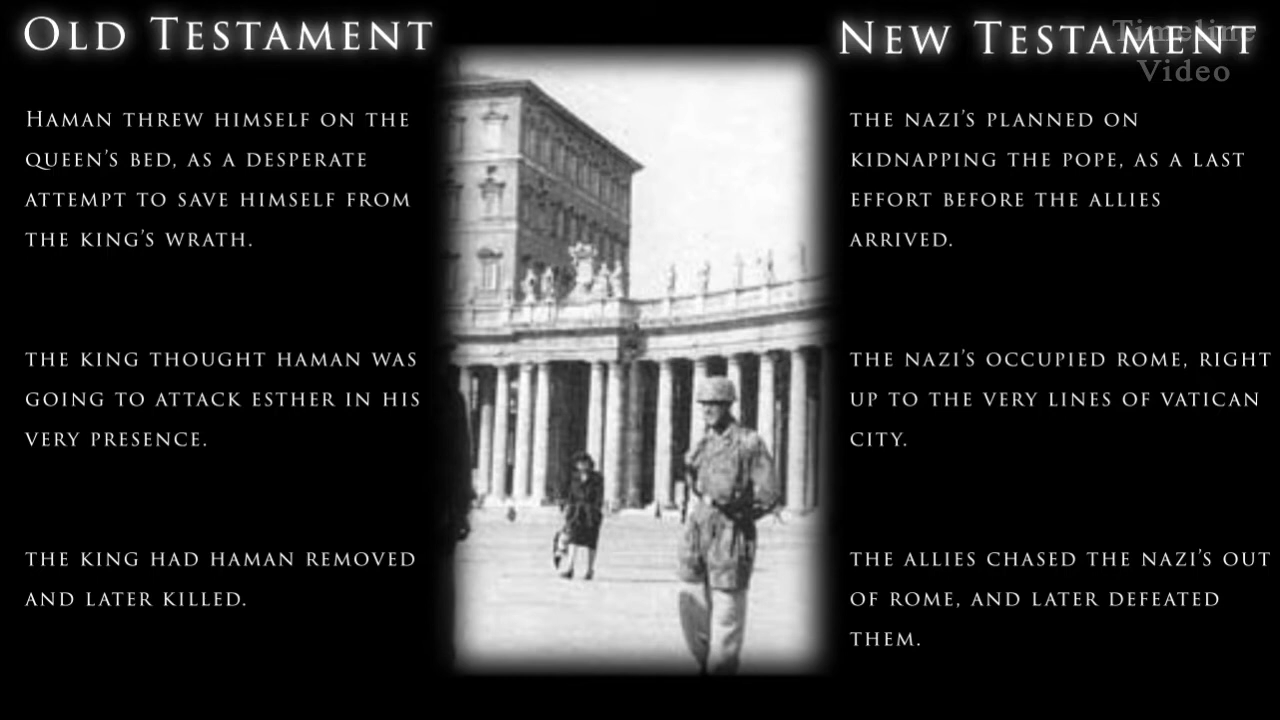 OLD TESTAMENT
HAMAN THREW HIMSELF ON THE
QUEEN'S BED, AS A DESPERATE
ATTEMPT TO SAVE HIMSELF FROM
THE KING'S WRATH.
THE KING THOUGHT HAMAN WAS
GOING TO ATTACK ESTHER IN HIS
VERY PRESENCE.
THE KING HAD HAMAN REMOVED
AND LATER KILLED.
NEW TESTAMENT
Timeline
Video
THE NAZI'S PLANNED ON
KIDNAPPING THE POPE, AS A LAST
EFFORT BEFORE THE ALLIES
ARRIVED.
THE NAZI'S OCCUPIED ROME, RIGHT
UP TO THE VERY LINES OF VATICAN
CITY.
THE ALLIES CHASED THE NAZI'S OUT
OF ROME, AND LATER DEFEATED
THEM.